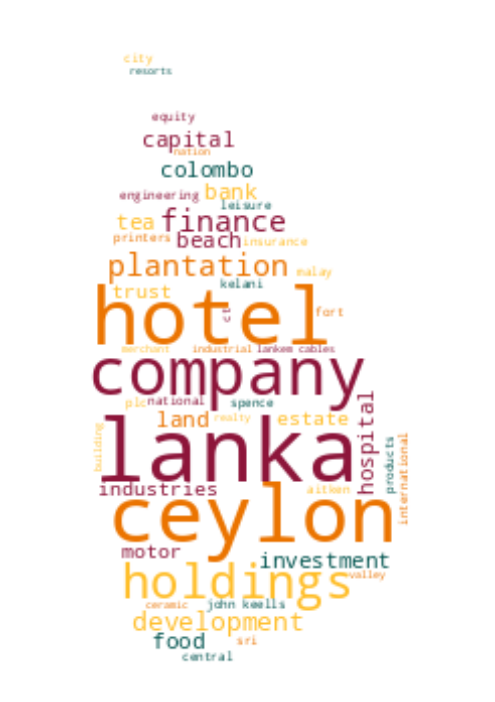 city
resorts
equity
capital
nation
colombo
engineering bank
leisure
tea finance
printers beach insurance
plantation malay
kelani
trust
hotel fort
merchant industrial lankem cables
company
plc national spence
land realty estate
building lanka hospital products international
industries aitken
ceylon
motor
investment
holdings valley
ceramic john keells
development
food sri
central